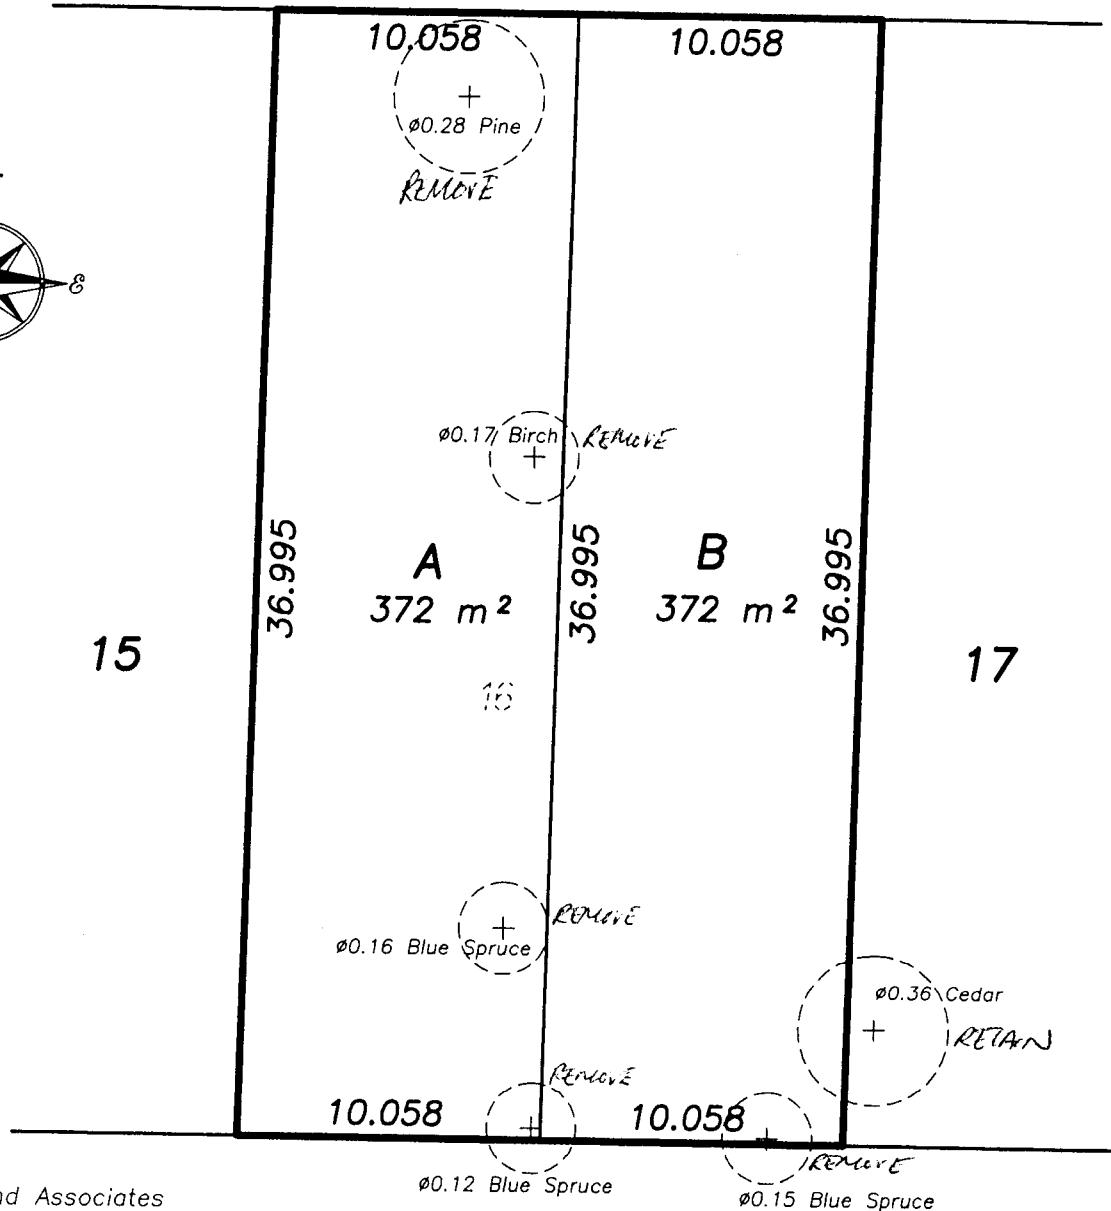 10.058
10.058
ø0.28 Pine
REMOVE
E
ø0.17 Birch
REMOVE
36.995
A
372 m²
36.995
B
372 m²
36.995
15
16
17
REMOVE
ø0.16 Blue Spruce
ø0.36 Cedar
RETAIN
REMOVE
10.058
10.058
REMOVE
ø0.12 Blue Spruce
ø0.15 Blue Spruce
nd Associates